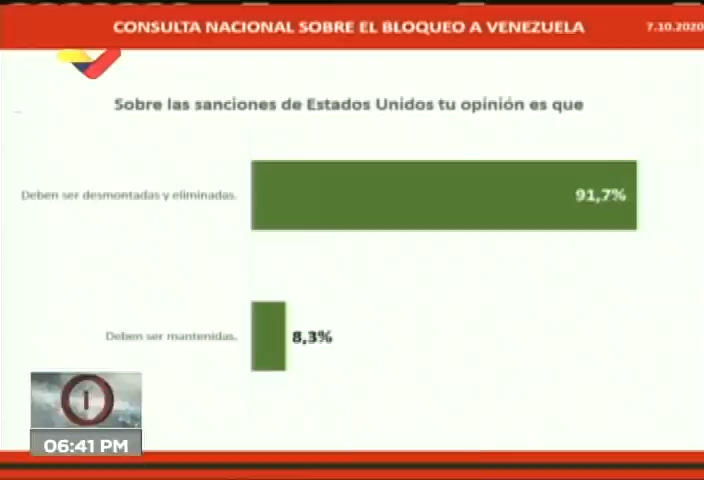 CONSULTA NACIONAL SOBRE EL BLOQUEO A VENEZUELA
7.10.2020
Sobre las sanciones de Estados Unidos tu opinión es que
Deben ser desmontadas y eliminadas.
91,7%
Deben ser mantenidas.
8,3%
i
06:41 PM